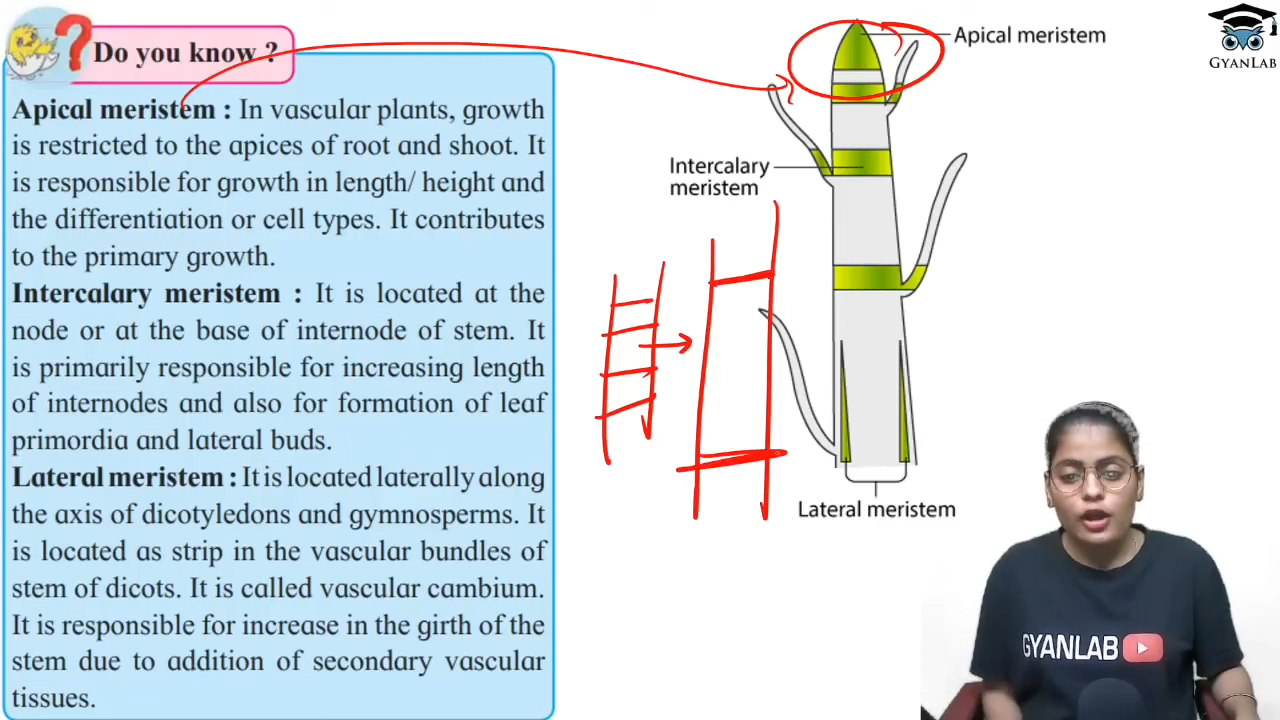 Do you know ?
Apical meristem : In vascular plants, growth
is restricted to the apices of root and shoot. It
is responsible for growth in length/ height and
the differentiation or cell types. It contributes
to the primary growth.
Intercalary meristem : It is located at the
node or at the base of internode of stem. It
is primarily responsible for increasing length
of internodes and also for formation of leaf
primordia and lateral buds.
Lateral meristem : It is located laterally along
the axis of dicotyledons and gymnosperms. It
is located as strip in the vascular bundles of
stem of dicots. It is called vascular cambium.
It is responsible for increase in the girth of the
stem due to addition of secondary vascular
tissues.
Apical meristem
Intercalary
meristem
Lateral meristem
GYANLAB
GYANLAB